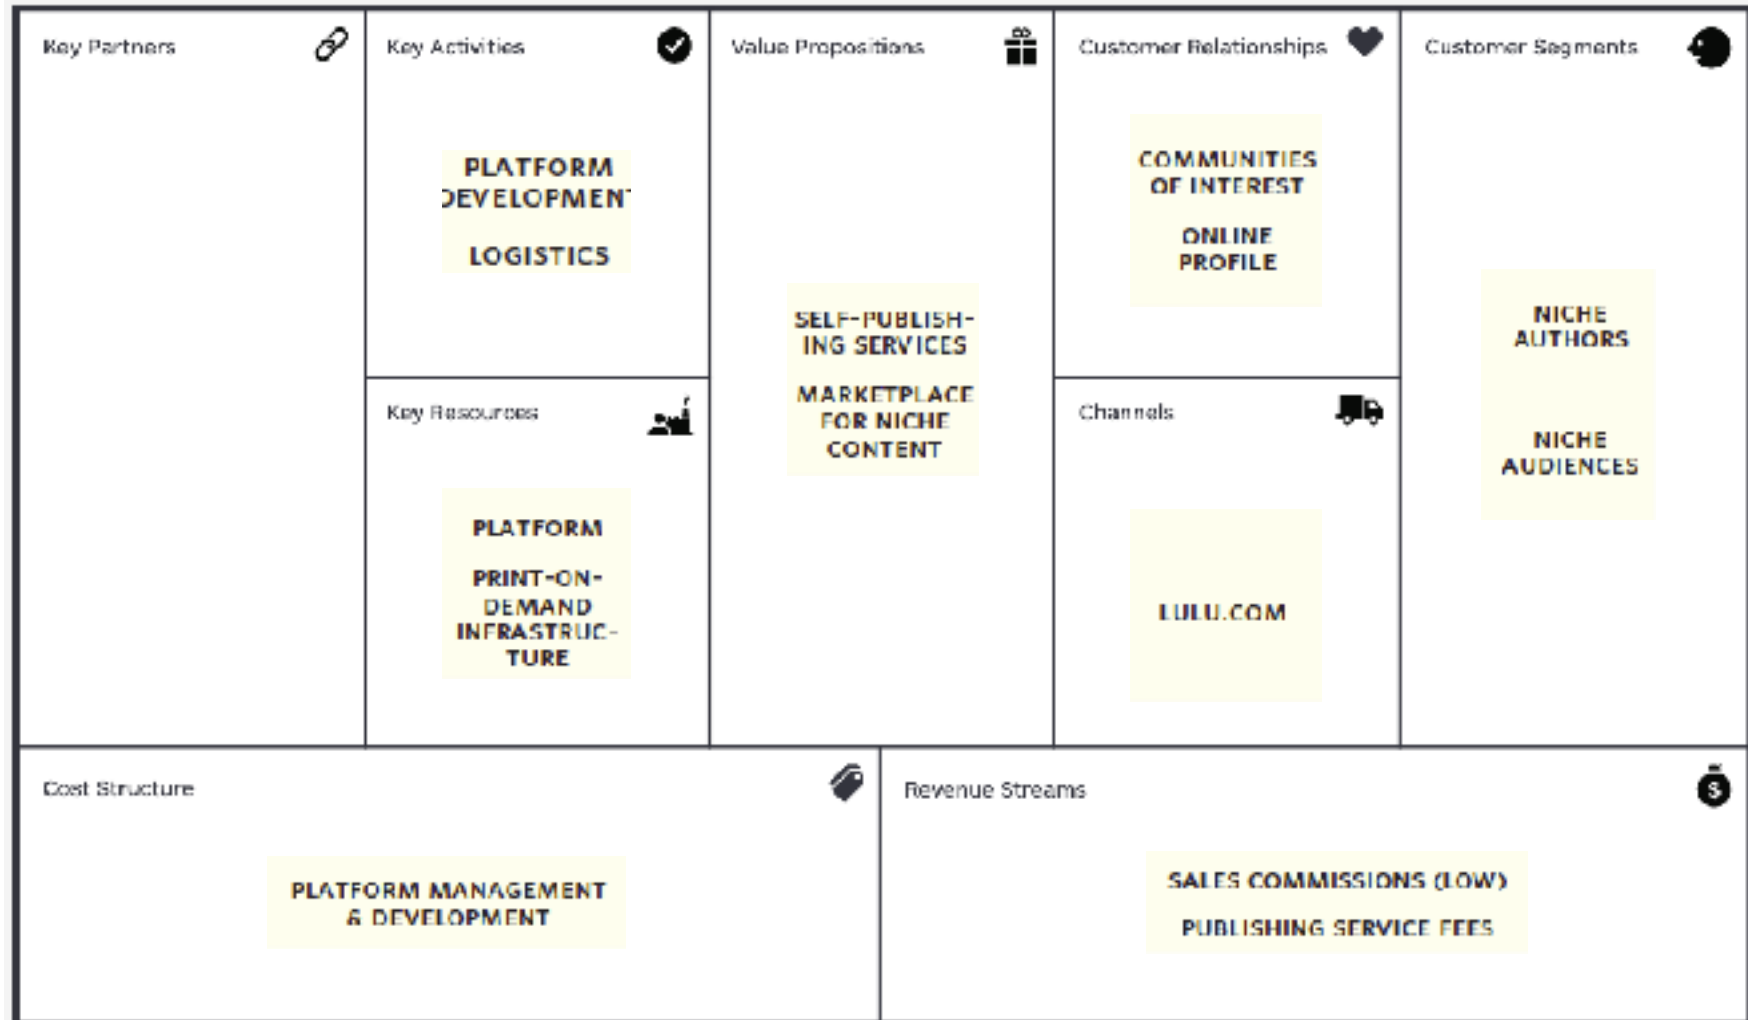 Key Partners
Key Activities
PLATFORM
DEVELOPMENT
LOGISTICS
Key Resources
PLATFORM
PRINT-ON-
DEMAND
INFRASTRUC-
TURE
Value Propositions
SELF-PUBLISH-
ING SERVICES
MARKETPLACE
FOR NICHE
CONTENT
Customer Relationships
COMMUNITIES
OF INTEREST
ONLINE
PROFILE
Channels
LULU.COM
Customer Segments
NICHE
AUTHORS
NICHE
AUDIENCES
Cost Structure
PLATFORM MANAGEMENT
& DEVELOPMENT
Revenue Streams
$
SALES COMMISSIONS (LOW)
PUBLISHING SERVICE FEES